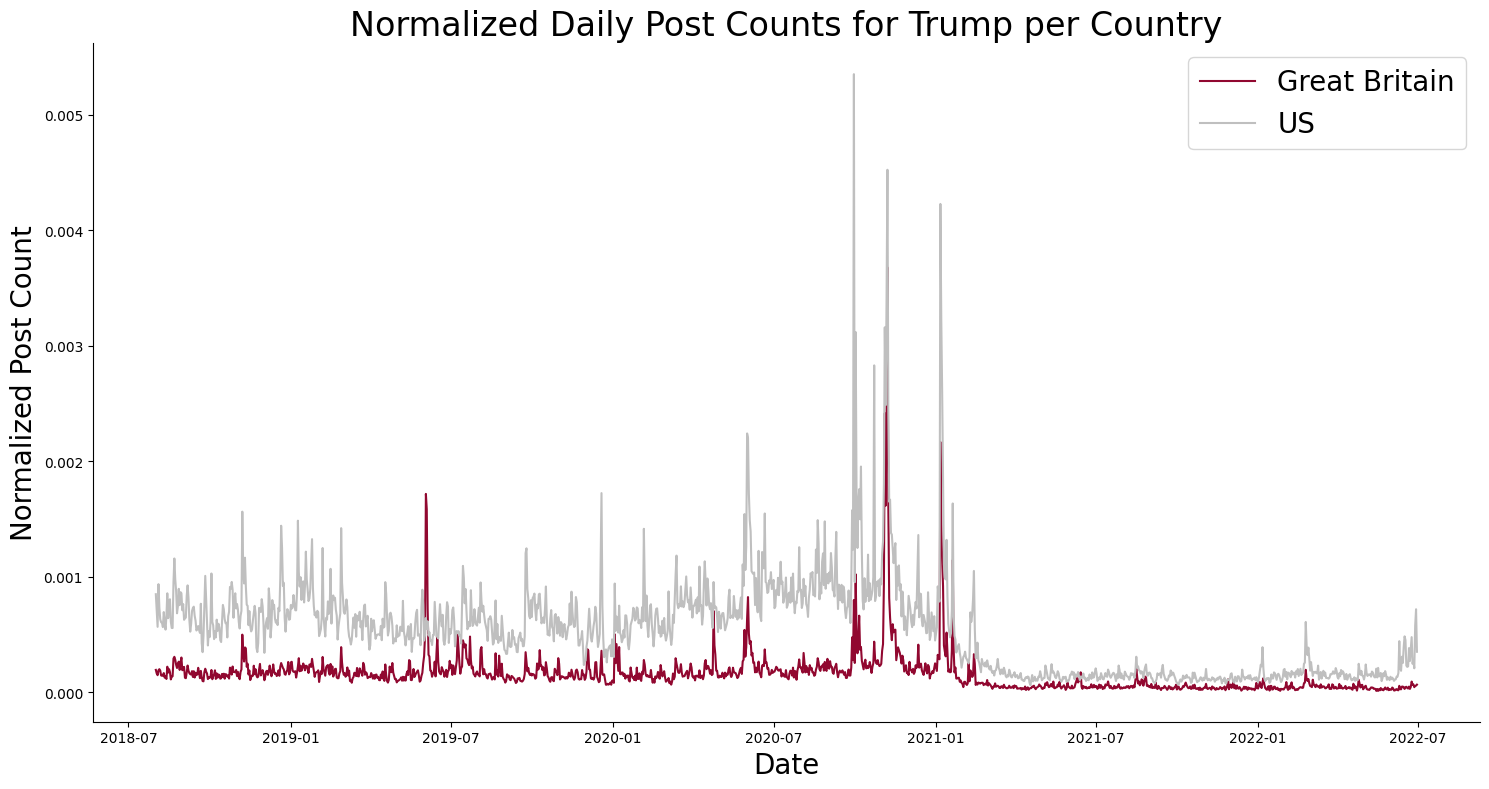 Normalized Daily Post Counts for Trump per Country
Great Britain
US
Normalized Post Count
0.005
0.004
0.003
0.002
0.001
0.000
2018-07 2019-01 2019-07 2020-01 2020-07 2021-01 2021-07 2022-01 2022-07
Date